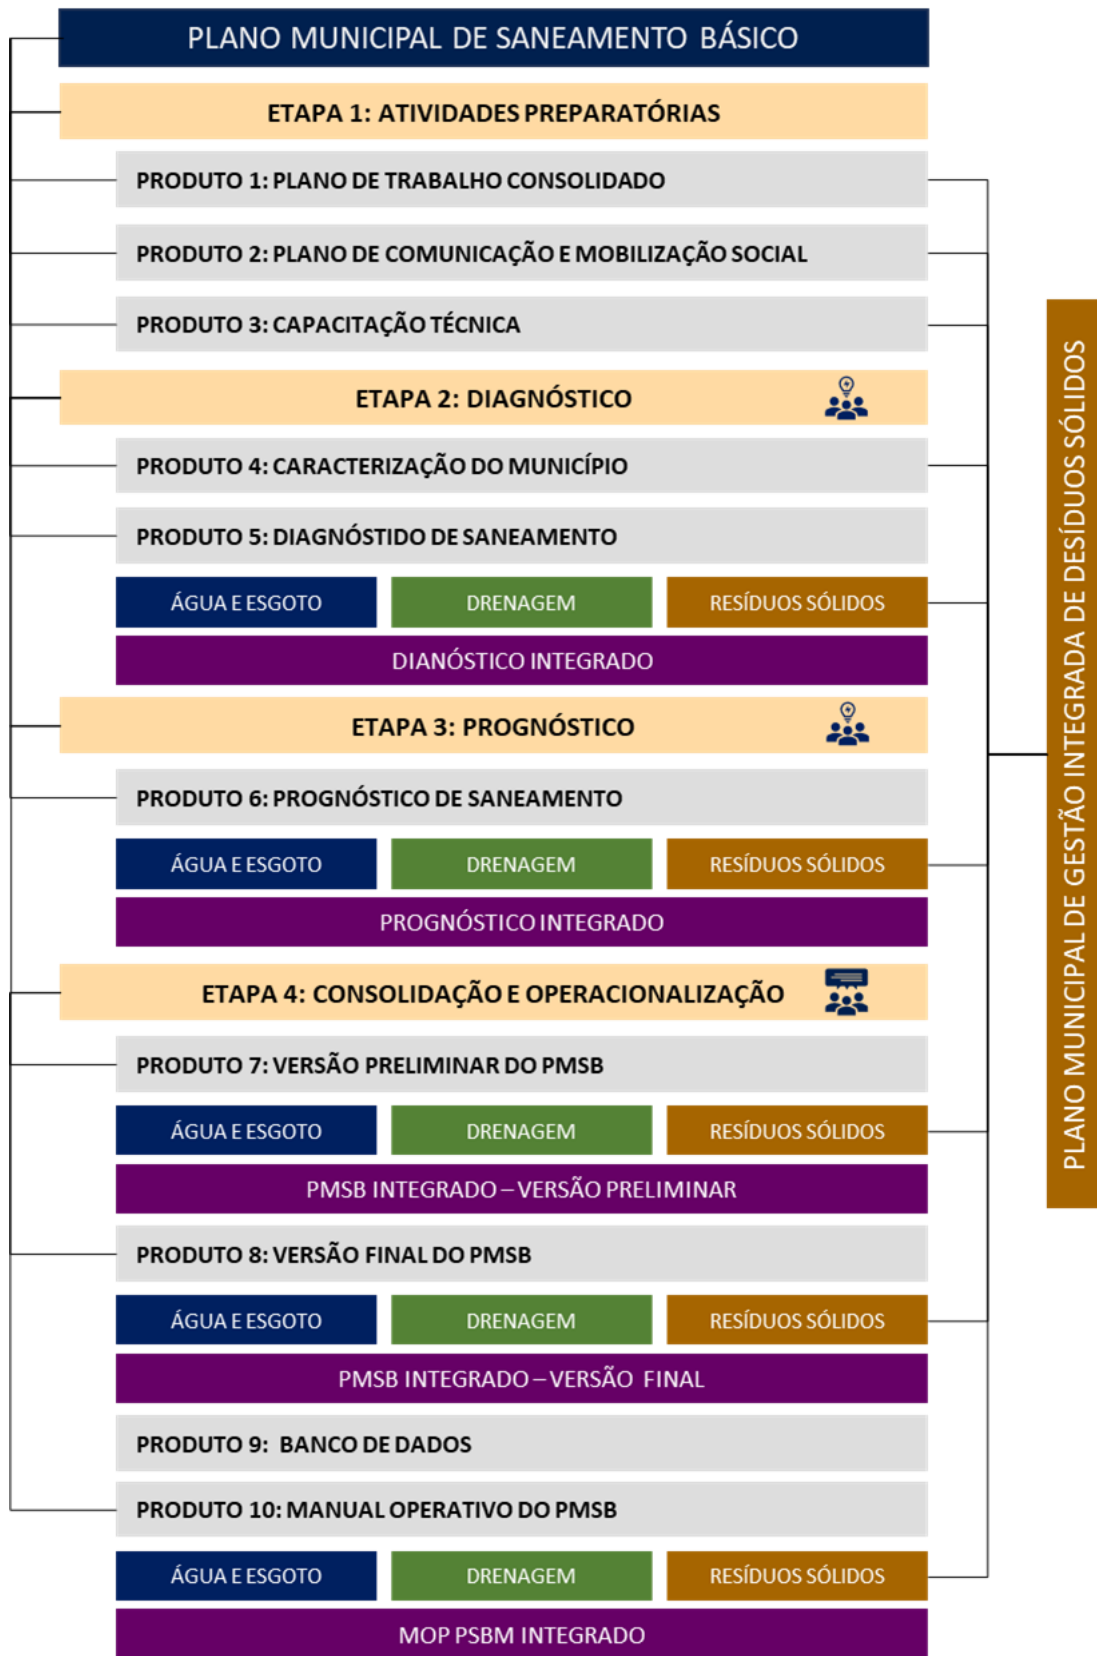 PLANO MUNICIPAL DE SANEAMENTO BÁSICO
ETAPA 1: ATIVIDADES PREPARATÓRIAS
PRODUTO 1: PLANO DE TRABALHO CONSOLIDADO
PRODUTO 2: PLANO DE COMUNICAÇÃO E MOBILIZAÇÃO SOCIAL
PRODUTO 3: CAPACITAÇÃO TÉCNICA
ETAPA 2: DIAGNÓSTICO
PRODUTO 4: CARACTERIZAÇÃO DO MUNICÍPIO
PRODUTO 5: DIAGNÓSTIDO DE SANEAMENTO
ÁGUA E ESGOTO
DRENAGEM
RESÍDUOS SÓLIDOS
DIANÓSTICO INTEGRADO
ETAPA 3: PROGNÓSTICO
PRODUTO 6: PROGNÓSTICO DE SANEAMENTO
ÁGUA E ESGOTO
DRENAGEM
RESÍDUOS SÓLIDOS
PROGNÓSTICO INTEGRADO
ETAPA 4: CONSOLIDAÇÃO E OPERACIONALIZAÇÃO
PRODUTO 7: VERSÃO PRELIMINAR DO PMSB
ÁGUA E ESGOTO
DRENAGEM
RESÍDUOS SÓLIDOS
PMSB INTEGRADO – VERSÃO PRELIMINAR
PRODUTO 8: VERSÃO FINAL DO PMSB
ÁGUA E ESGOTO
DRENAGEM
RESÍDUOS SÓLIDOS
PMSB INTEGRADO – VERSÃO FINAL
PRODUTO 9: BANCO DE DADOS
PRODUTO 10: MANUAL OPERATIVO DO PMSB
ÁGUA E ESGOTO
DRENAGEM
RESÍDUOS SÓLIDOS
MOP PSBM INTEGRADO
PLANO MUNICIPAL DE GESTÃO INTEGRADA DE DESÍDUOS SÓLIDOS